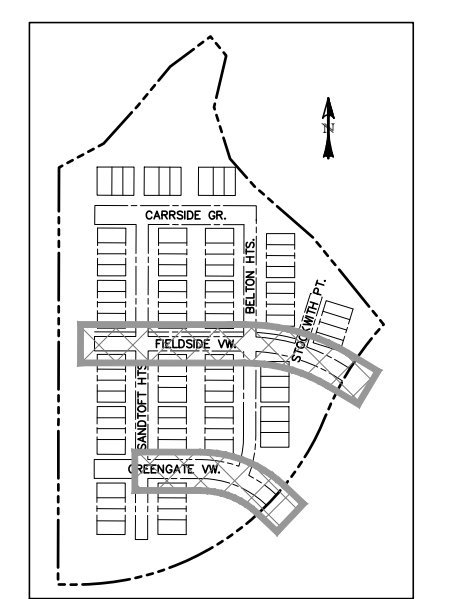 CARRSIDE GR.
BELTON HTS.
STOCKWITH PT.
FIELDSIDE VW.
SANDTOFT HTS.
GREENGATE VW.